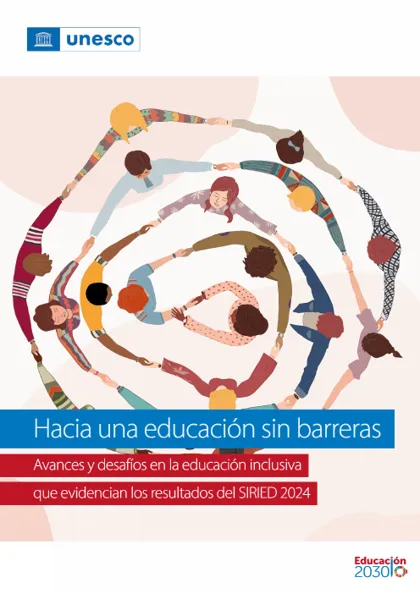 unesco
Hacia una educación sin barreras
Avances y desafíos en la educación inclusiva
que evidencian los resultados del SIRIED 2024
Educación
2030